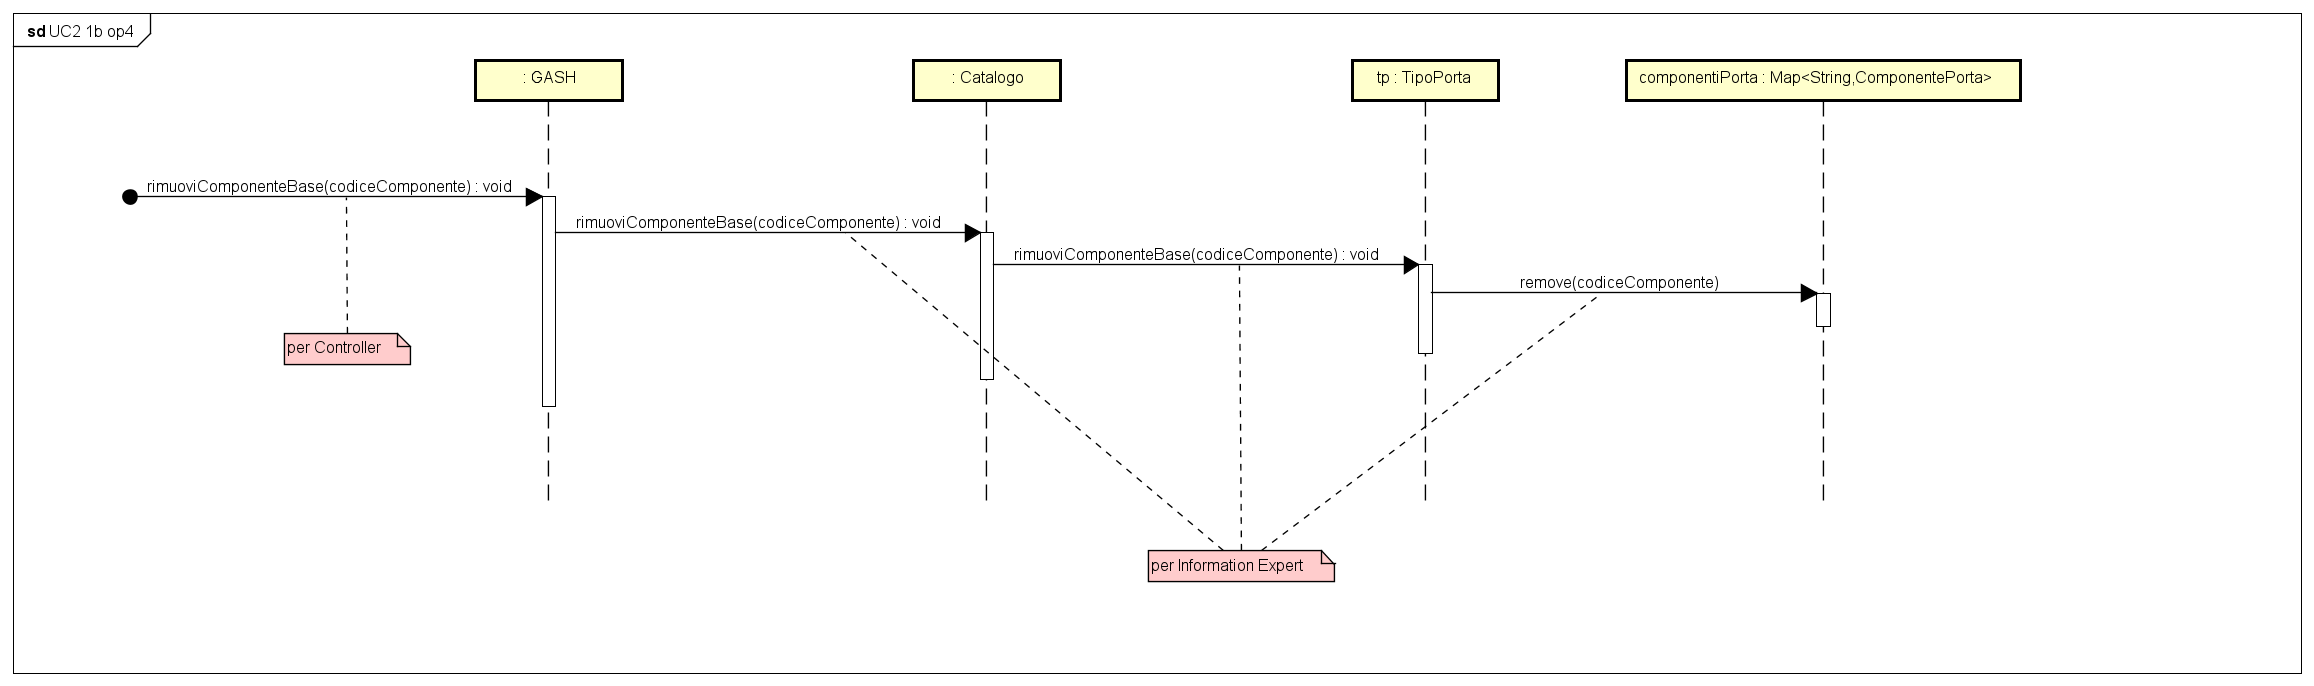 sd UC2 1b op4
: GASH
: Catalogo
tp : TipoPorta
componentiPorta : Map<String,ComponentePorta>
rimuoviComponenteBase(codiceComponente) : void
rimuoviComponenteBase(codiceComponente) : void
rimuoviComponenteBase(codiceComponente) : void
remove(codiceComponente)
per Controller
per Information Expert